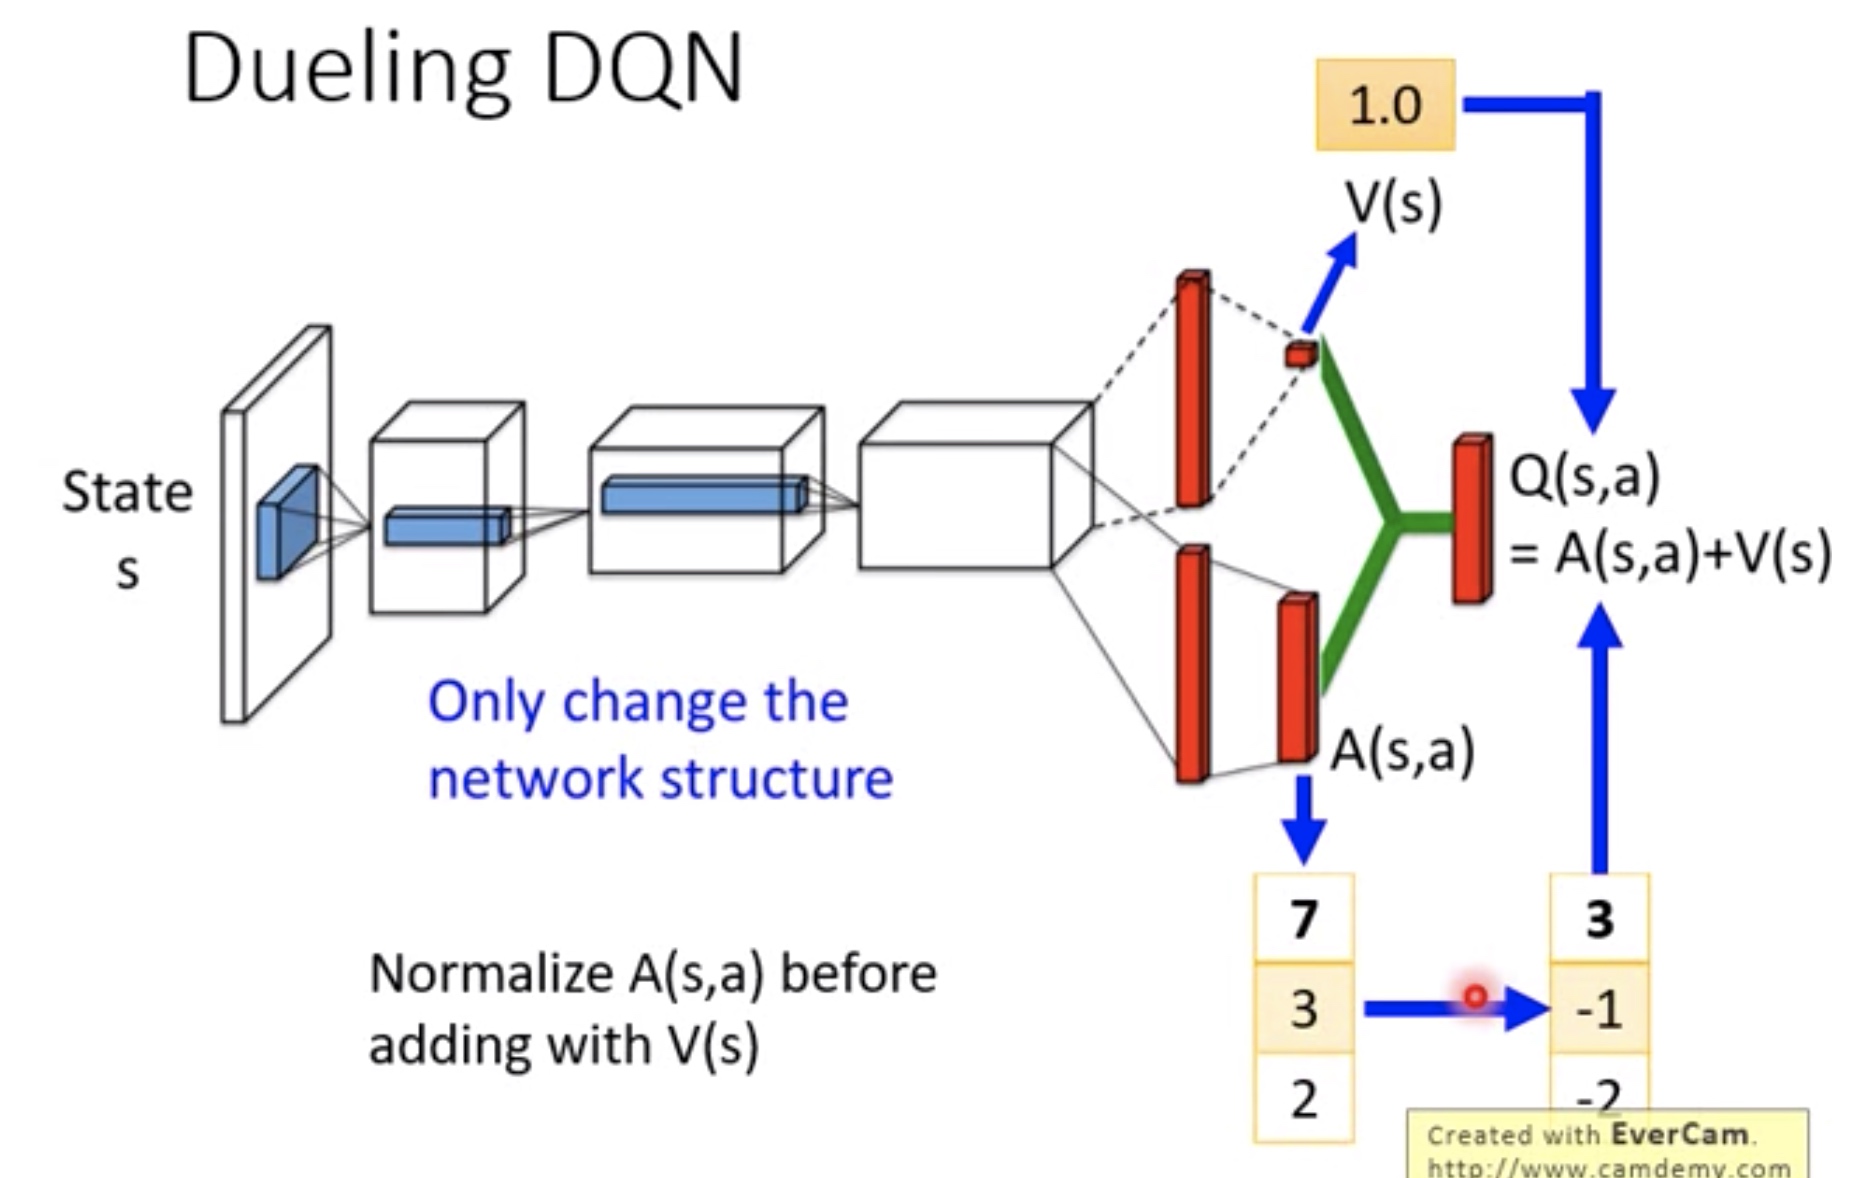 Dueling DQN
1.0
V(s)
State
s
Q(s,a)
= A(s,a)+V(s)
Only change the
network structure
A(s,a)
Normalize A(s,a) before
adding with V(s)
7
3
2
3
-1
-2
Created with EverCam.
http://www.camdemy.com